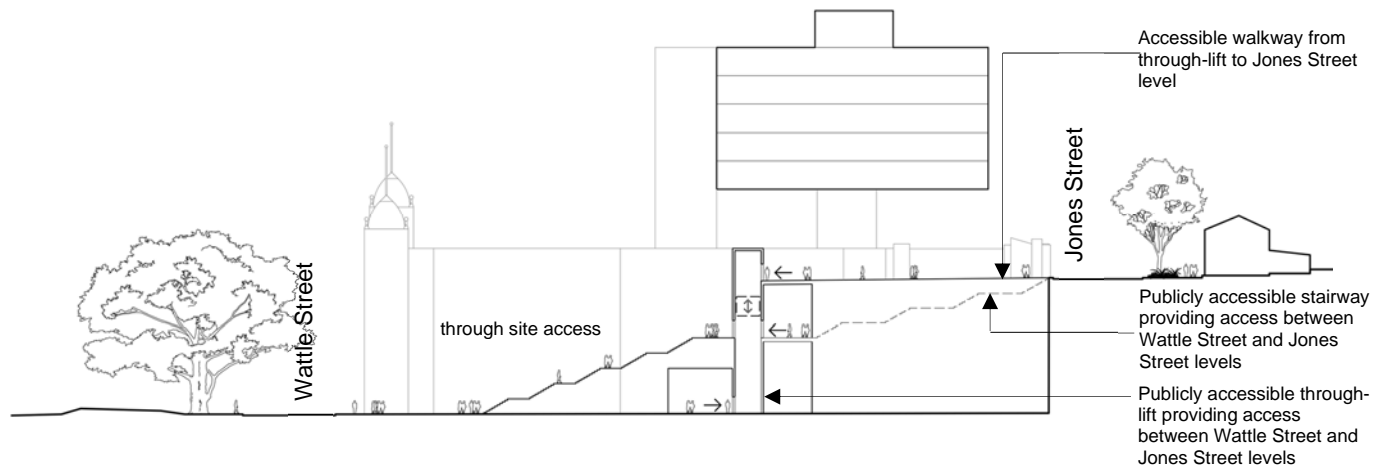 Accessible walkway from
through-lift to Jones Street
level
Wattle Street
through site access
Jones Street
Publicly accessible stairway
providing access between
Wattle Street and Jones
Street levels
Publicly accessible through-
lift providing access
between Wattle Street and
Jones Street levels